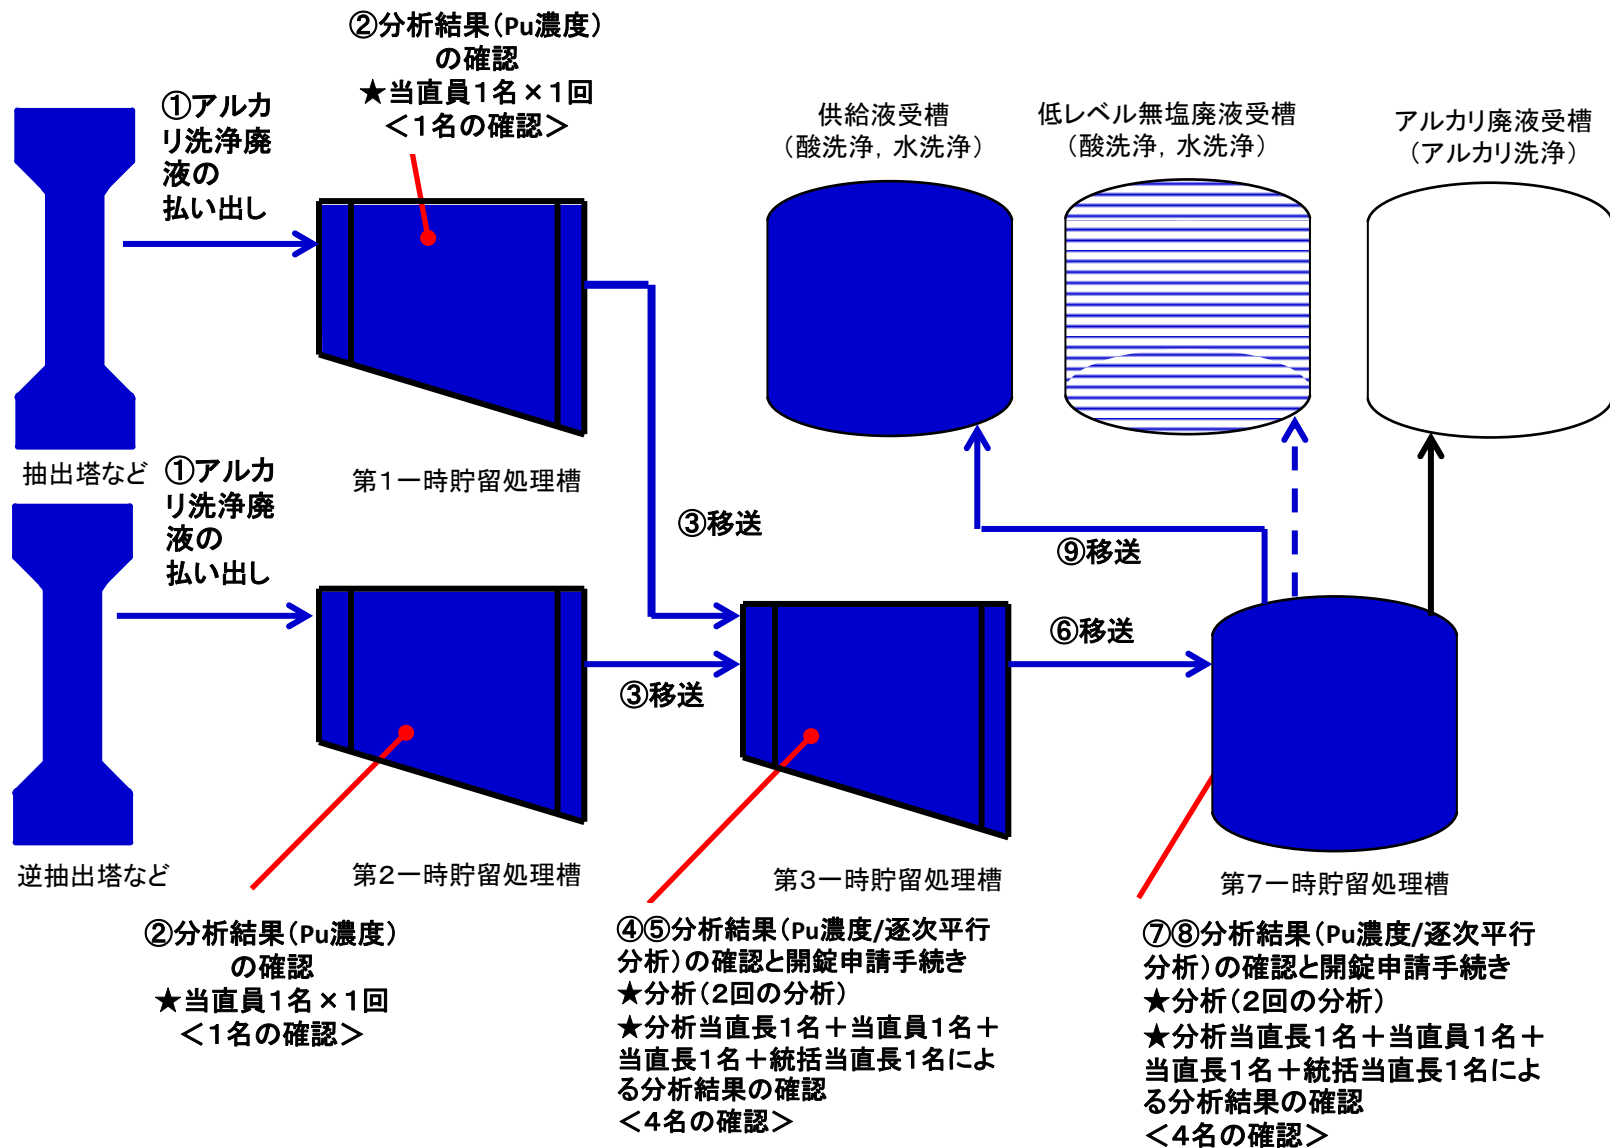 ②分析結果(Pu濃度)
の確認
★当直員1名×1回
<1名の確認>
①アルカ
リ洗浄廃
液の
払い出し
供給液受槽
(酸洗浄,水洗浄)
低レベル無塩廃液受槽
(酸洗浄,水洗浄)
アルカリ廃液受槽
(アルカリ洗浄)
抽出塔など
第1一時貯留処理槽
①アルカ
リ洗浄廃
液の
払い出し
③移送
⑨移送
③移送
⑥移送
逆抽出塔など
第2一時貯留処理槽
第3一時貯留処理槽
第7一時貯留処理槽
②分析結果(Pu濃度)
の確認
★当直員1名×1回
<1名の確認>
④⑤分析結果(Pu濃度/逐次平行
分析)の確認と開錠申請手続き
★分析(2回の分析)
★分析当直長1名+当直員1名+
当直長1名+統括当直長1名によ
る分析結果の確認
<4名の確認>
⑦⑧分析結果(Pu濃度/逐次平行
分析)の確認と開錠申請手続き
★分析(2回の分析)
★分析当直長1名+当直員1名+
当直長1名+統括当直長1名によ
る分析結果の確認
<4名の確認>